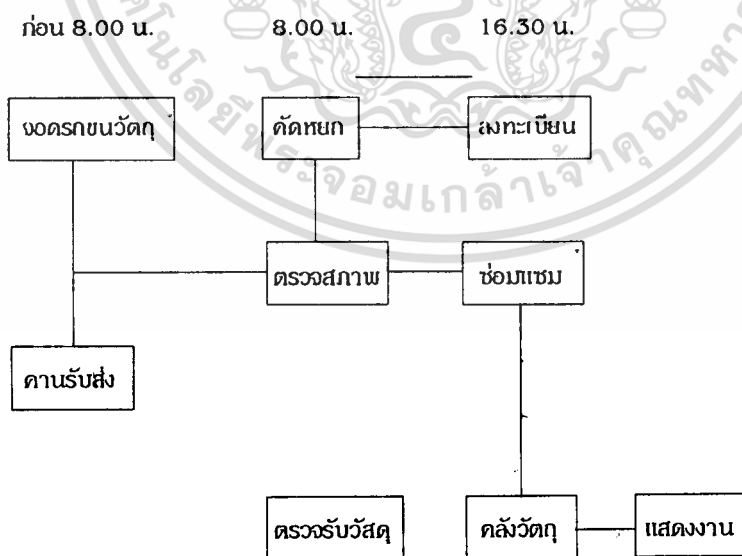 ก่อน 8.00 น. 8.00 น. 16.30 น.
จอดรถขนวัตถุ คัดหยก ลงทะเบียน
ตรวจสภาพ ซ่อมแซม
คานรับส่ง
ตรวจรับวัสดุ คลังวัตถุ แสดงงาน